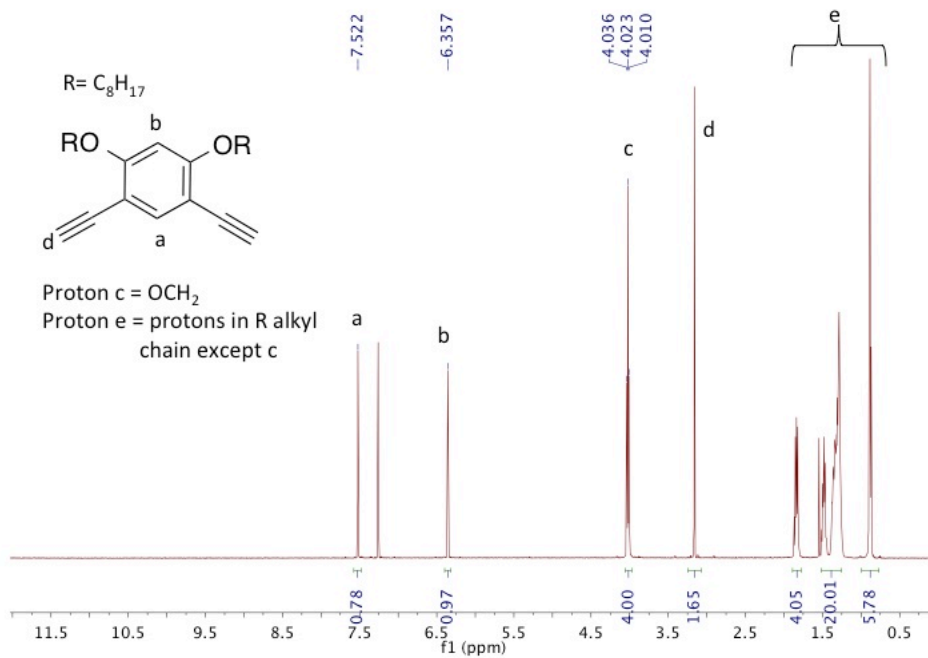 7.522
6.357
4.036
4.023
4.010
e
R= C₈H₁₇
b
RO
OR
d
a
c
d
Proton c = OCH₂
Proton e = protons in R alkyl
chain except c
a
b
0.78
0.97
4.00
1.65
4.05
20.01
5.78
11.5 10.5 9.5 8.5 7.5 6.5 5.5 4.5 3.5 2.5 1.5 0.5
f1 (ppm)